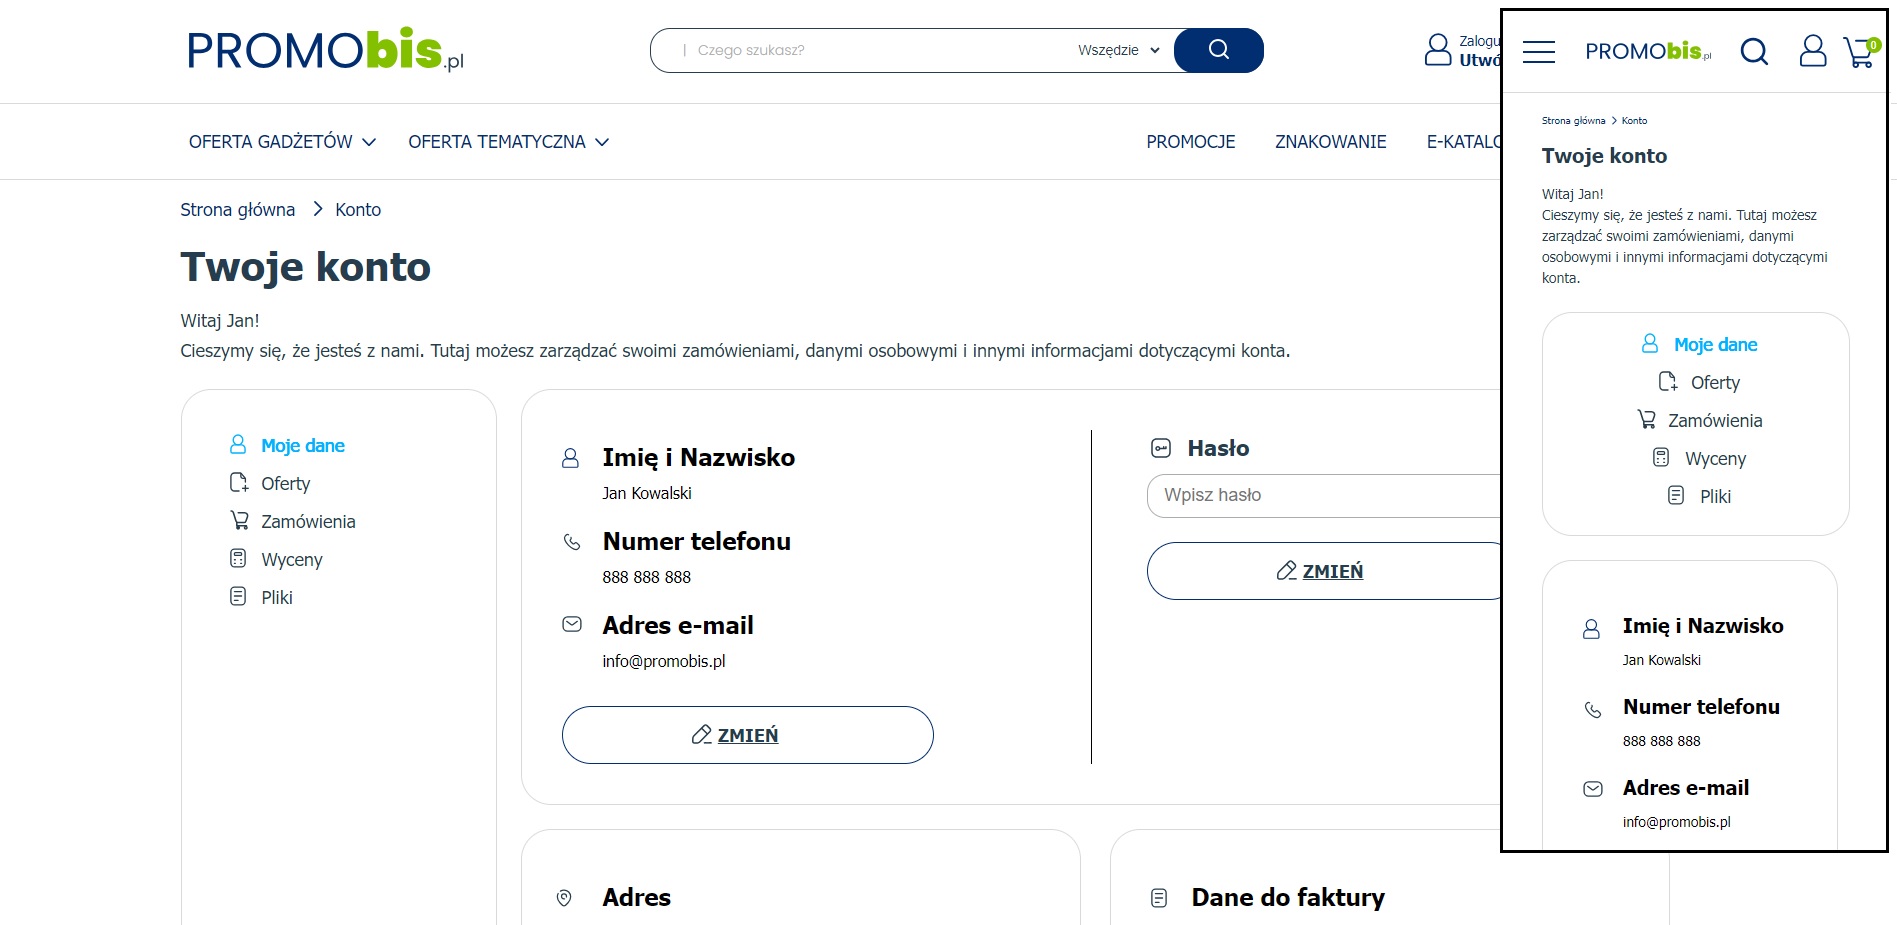 PROMObis.pl
Czego szukasz?
Wszędzie
Zalogu
Utwó
OFERTA GADŻETÓW
OFERTA TEMATYCZNA
PROMOCJE
ZNAKOWANIE
E-KATALO
Strona główna > Konto
Twoje konto
Witaj Jan!
Cieszymy się, że jesteś z nami. Tutaj możesz zarządzać swoimi zamówieniami, danymi osobowymi i innymi informacjami dotyczącymi konta.
Moje dane
Oferty
Zamówienia
Wyceny
Pliki
Imię i Nazwisko
Jan Kowalski
Numer telefonu
888 888 888
Adres e-mail
info@promobis.pl
ZMIEŃ
Hasło
Wpisz hasło
ZMIEŃ
Adres
Dane do faktury
PROMObis.pl
0
Strona główna > Konto
Twoje konto
Witaj Jan!
Cieszymy się, że jesteś z nami. Tutaj możesz
zarządzać swoimi zamówieniami, danymi
osobowymi i innymi informacjami dotyczącymi
konta.
Moje dane
Oferty
Zamówienia
Wyceny
Pliki
Imię i Nazwisko
Jan Kowalski
Numer telefonu
888 888 888
Adres e-mail
info@promobis.pl